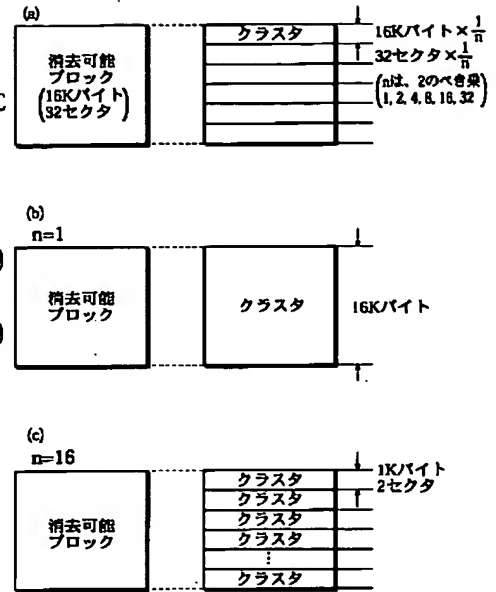 (a)
消去可能
ブロック
(16Kバイト)
(32セクタ)
クラスタ
16Kバイト×1/n
32セクタ×1/n
(nは、2のべき乗
1, 2, 4, 8, 16, 32)
(b)
n=1
消去可能
ブロック
クラスタ
16Kバイト
(c)
n=16
消去可能
ブロック
クラスタ
クラスタ
クラスタ
クラスタ
⋮
クラスタ
1Kバイト
2セクタ